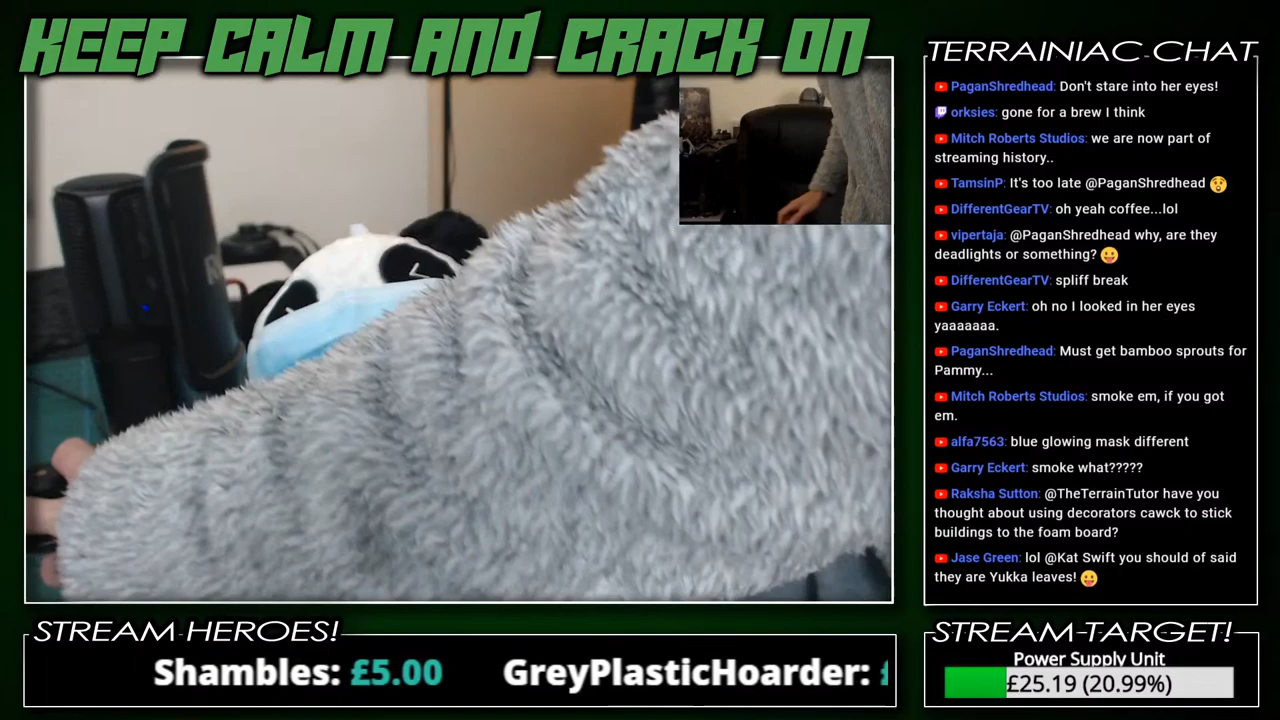 KEEP CALM AND CRACK ON
TERRAINIAC CHAT
PaganShredhead: Don't stare into her eyes!
orksies: gone for a brew I think
Mitch Roberts Studios: we are now part of
streaming history..
TamsinP: It's too late @PaganShredhead 😲
DifferentGearTV: oh yeah coffee...lol
vipertaja: @PaganShredhead why, are they
deadlights or something? 😛
DifferentGearTV: spliff break
Garry Eckert: oh no I looked in her eyes
yaaaaaaa.
PaganShredhead: Must get bamboo sprouts for
Pammy...
Mitch Roberts Studios: smoke em, if you got
em.
alfa7563: blue glowing mask different
Garry Eckert: smoke what?????
Raksha Sutton: @TheTerrainTutor have you
thought about using decorators cawck to stick
buildings to the foam board?
Jase Green: lol @Kat Swift you should of said
they are Yukka leaves! 😛
STREAM HEROES!
Shambles: £5.00 GreyPlasticHoarder: £
STREAM TARGET!
Power Supply Unit
£25.19 (20.99%)